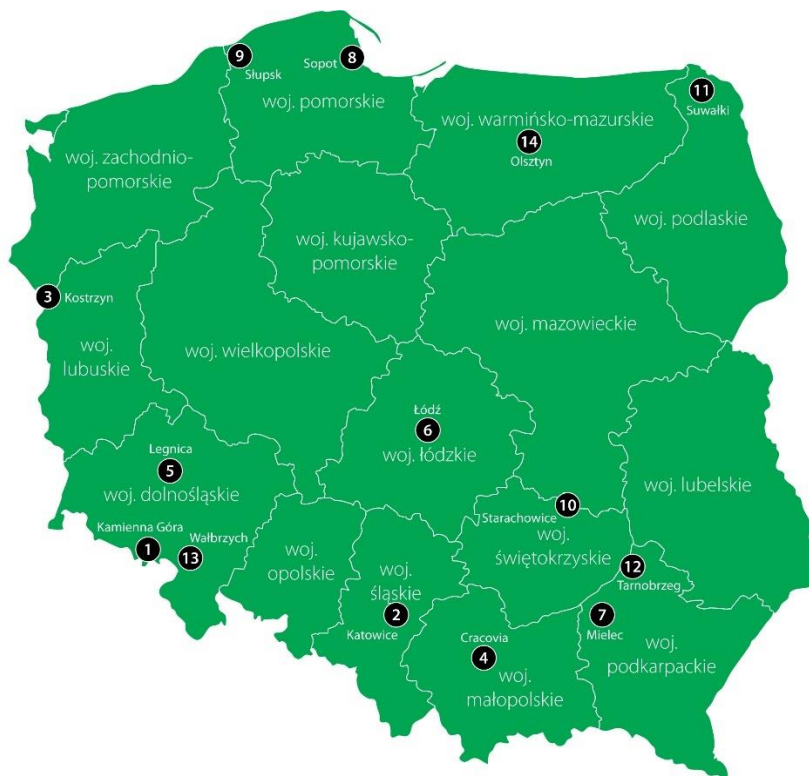 9
Słupsk
Sopot
8
woj. pomorskie
11
Suwałki
woj. warmińsko-mazurskie
14
Olsztyn
woj. zachodnio-
pomorskie
woj. podlaskie
woj. kujawsko-
pomorskie
3
Kostrzyn
woj. mazowieckie
woj.
lubuskie
woj. wielkopolskie
Łódź
6
woj. łódzkie
Legnica
5
woj. dolnośląskie
woj. lubelskie
10
Starachowice
woj.
świętokrzyskie
Kamienna Góra
1
Wałbrzych
13
woj.
opolskie
woj.
śląskie
2
Katowice
12
Tarnobrzeg
7
Mielec
Cracovia
4
woj.
małopolskie
woj.
podkarpackie